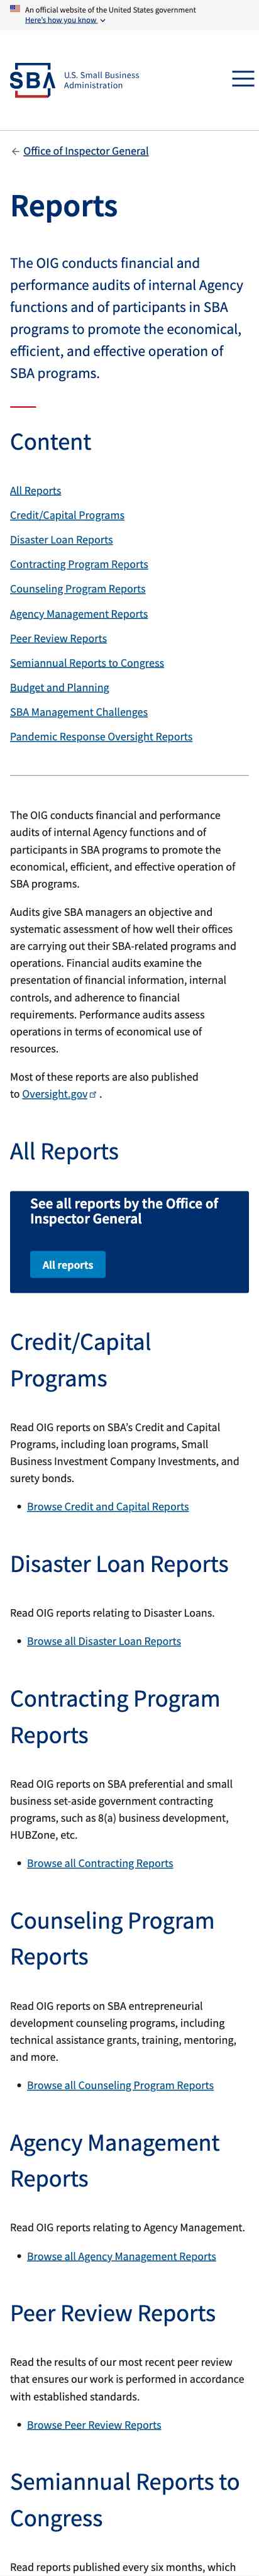 An official website of the United States government
Here's how you know
SBA
U.S. Small Business
Administration
Office of Inspector General
Reports
The OIG conducts financial and
performance audits of internal Agency
functions and of participants in SBA
programs to promote the economical,
efficient, and effective operation of
SBA programs.
Content
All Reports
Credit/Capital Programs
Disaster Loan Reports
Contracting Program Reports
Counseling Program Reports
Agency Management Reports
Peer Review Reports
Semiannual Reports to Congress
Budget and Planning
SBA Management Challenges
Pandemic Response Oversight Reports
The OIG conducts financial and performance
audits of internal Agency functions and of
participants in SBA programs to promote the
economical, efficient, and effective operation of
SBA programs.
Audits give SBA managers an objective and
systematic assessment of how well their offices
are carrying out their SBA-related programs and
operations. Financial audits examine the
presentation of financial information, internal
controls, and adherence to financial
requirements. Performance audits assess
operations in terms of economical use of
resources.
Most of these reports are also published
to Oversight.gov .
All Reports
See all reports by the Office of
Inspector General
All reports
Credit/Capital
Programs
Read OIG reports on SBA's Credit and Capital
Programs, including loan programs, Small
Business Investment Company Investments, and
surety bonds.
• Browse Credit and Capital Reports
Disaster Loan Reports
Read OIG reports relating to Disaster Loans.
• Browse all Disaster Loan Reports
Contracting Program
Reports
Read OIG reports on SBA preferential and small
business set-aside government contracting
programs, such as 8(a) business development,
HUBZone, etc.
• Browse all Contracting Reports
Counseling Program
Reports
Read OIG reports on SBA entrepreneurial
development counseling programs, including
technical assistance grants, training, mentoring,
and more.
• Browse all Counseling Program Reports
Agency Management
Reports
Read OIG reports relating to Agency Management.
• Browse all Agency Management Reports
Peer Review Reports
Read the results of our most recent peer review
that ensures our work is performed in accordance
with established standards.
• Browse Peer Review Reports
Semiannual Reports to
Congress
Read reports published every six months, which